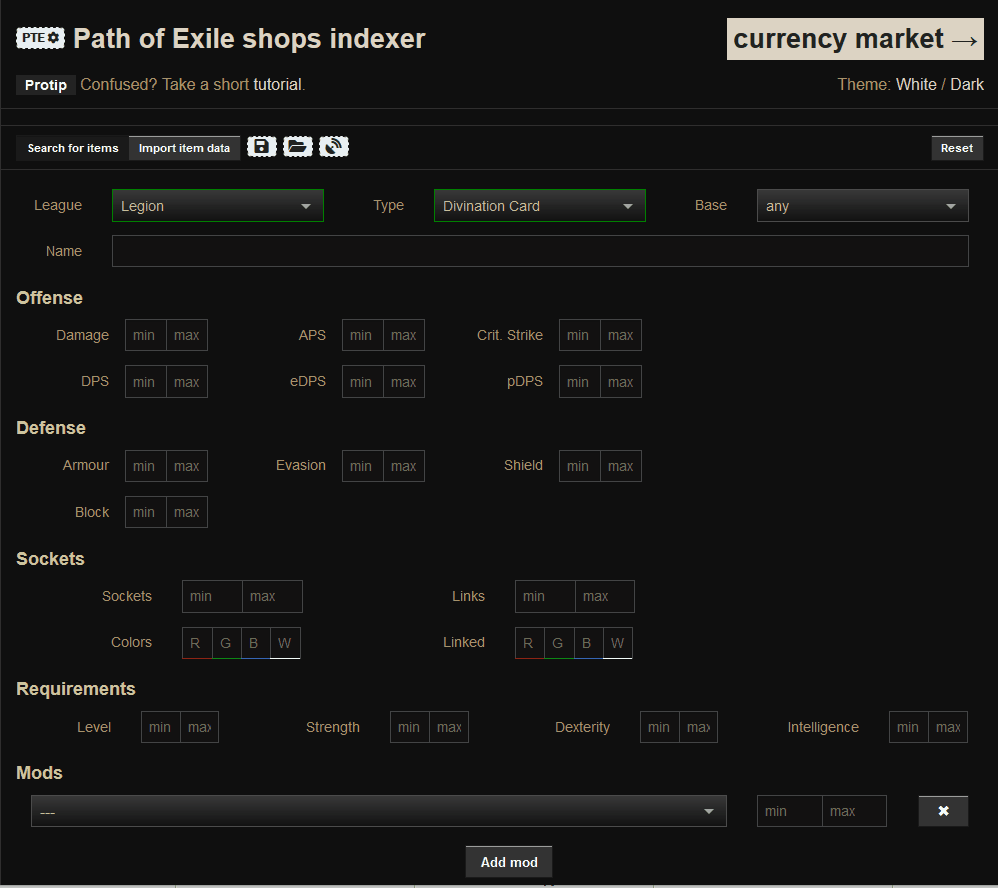 PTE Path of Exile shops indexer currency market →
Protip Confused? Take a short tutorial. Theme: White / Dark
Search for items Import item data Reset
League Legion Type Divination Card Base any
Name
Offense
Damage min max APS min max Crit. Strike min max
DPS min max eDPS min max pDPS min max
Defense
Armour min max Evasion min max Shield min max
Block min max
Sockets
Sockets min max Links min max
Colors R G B W Linked R G B W
Requirements
Level min max Strength min max Dexterity min max Intelligence min max
Mods
--- min max
Add mod